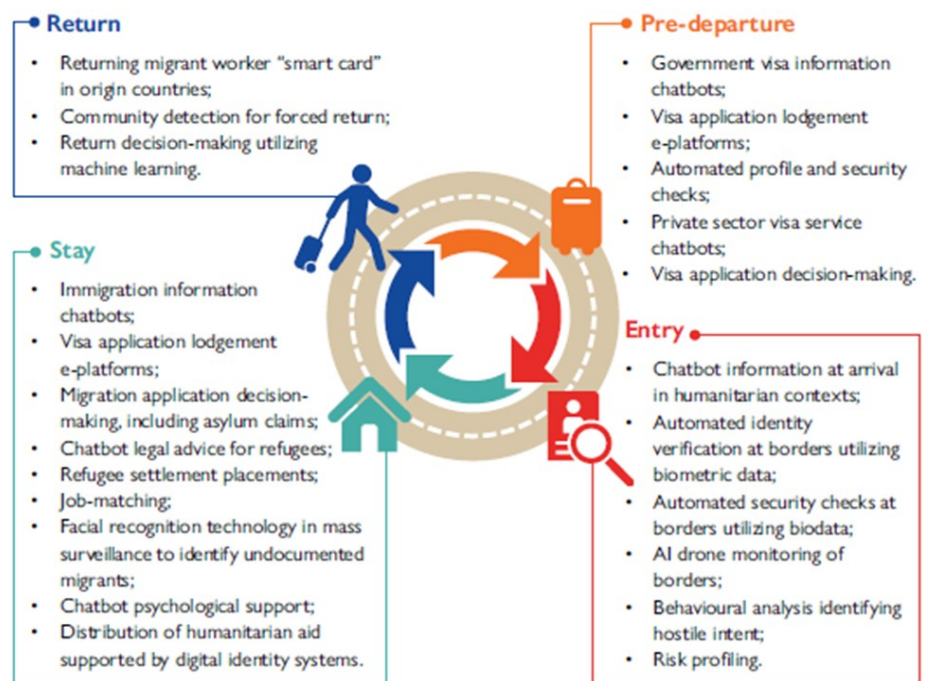 Return
• Returning migrant worker “smart card”
in origin countries;
• Community detection for forced return;
• Return decision-making utilizing
machine learning.
Pre-departure
• Government visa information
chatbots;
• Visa application lodgement
e-platforms;
• Automated profile and security
checks;
• Private sector visa service
chatbots;
• Visa application decision-making.
Stay
• Immigration information
chatbots;
• Visa application lodgement
e-platforms;
• Migration application decision-
making, including asylum claims;
• Chatbot legal advice for refugees;
• Refugee settlement placements;
• Job-matching;
• Facial recognition technology in mass
surveillance to identify undocumented
migrants;
• Chatbot psychological support;
• Distribution of humanitarian aid
supported by digital identity systems.
Entry
• Chatbot information at arrival
in humanitarian contexts;
• Automated identity
verification at borders utilizing
biometric data;
• Automated security checks at
borders utilizing biodata;
• AI drone monitoring of
borders;
• Behavioural analysis identifying
hostile intent;
• Risk profiling.